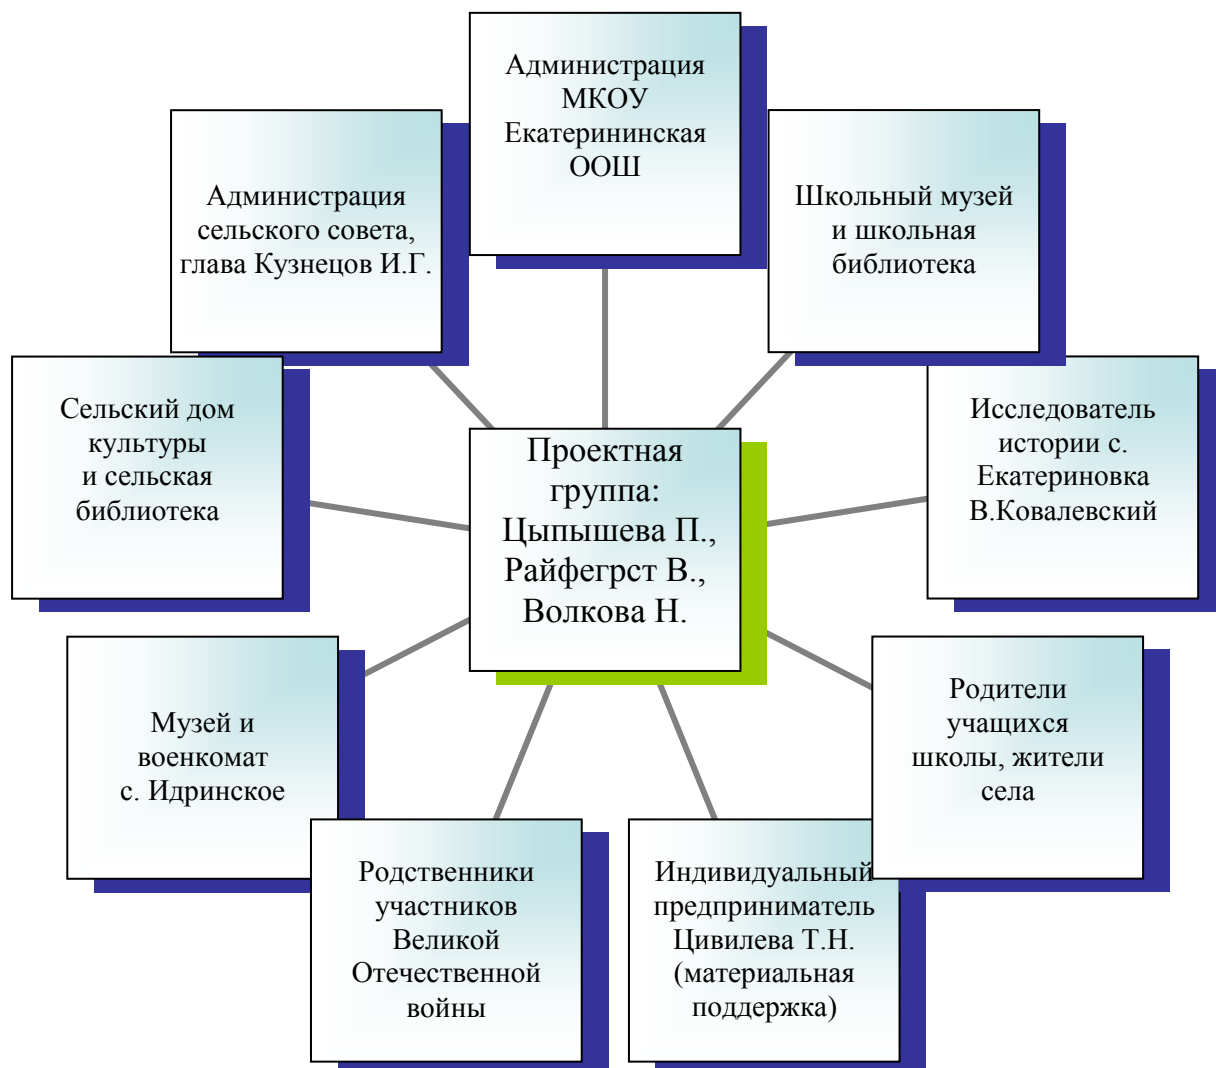 Администрация
МКОУ
Екатерининская
ООШ
Администрация
сельского совета,
глава Кузнецов И.Г.
Школьный музей
и школьная
библиотека
Сельский дом
культуры
и сельская
библиотека
Проектная
группа:
Цыпышева П.,
Райфегрст В.,
Волкова Н.
Исследователь
истории с.
Екатериновка
В.Ковалевский
Музей и
военкомат
с. Идринское
Родители
учащихся
школы, жители
села
Родственники
участников
Великой
Отечественной
войны
Индивидуальный
предприниматель
Цивилева Т.Н.
(материальная
поддержка)